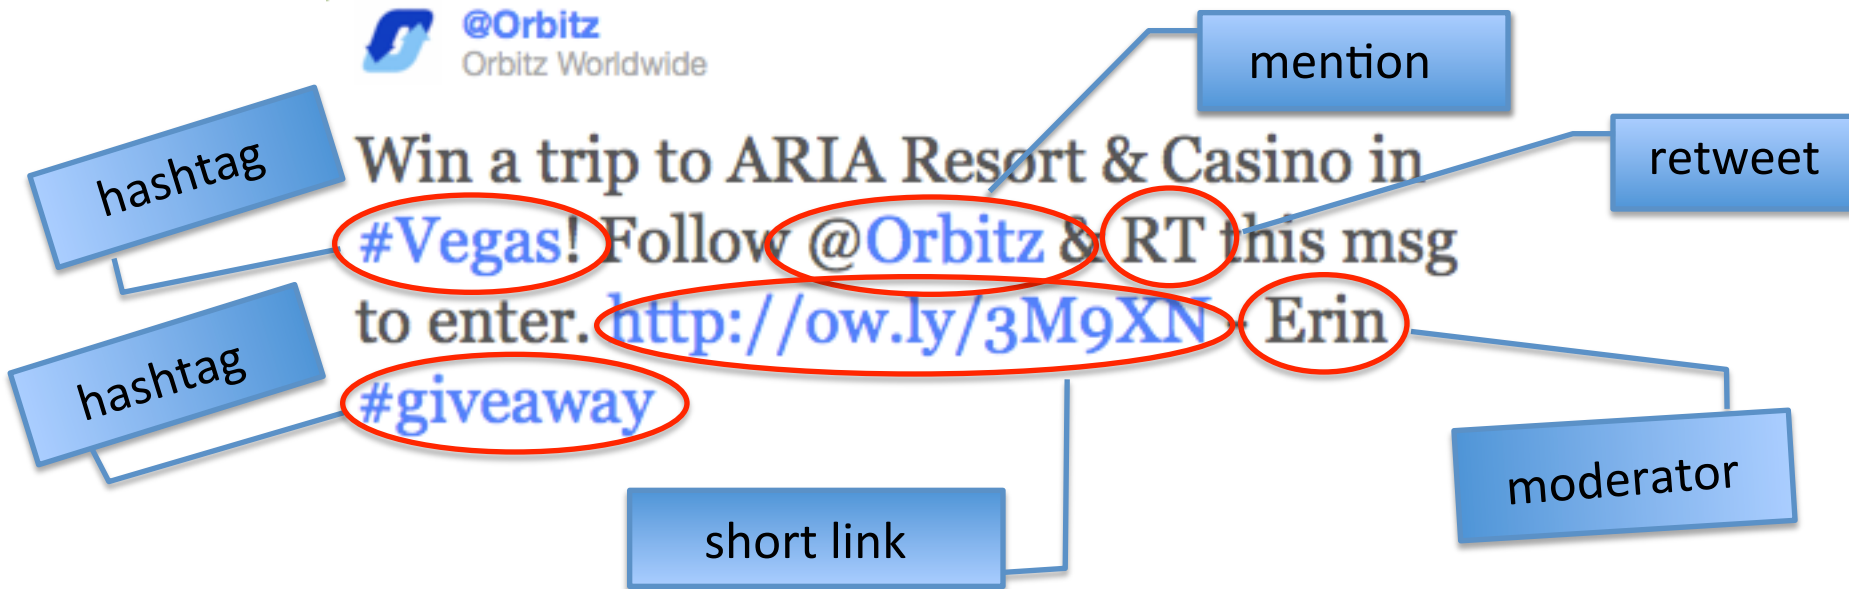 @Orbitz
Orbitz Worldwide
mention
hashtag
Win a trip to ARIA Resort & Casino in
retweet
#Vegas! Follow @Orbitz & RT this msg
to enter. http://ow.ly/3M9XN - Erin
hashtag
#giveaway
moderator
short link